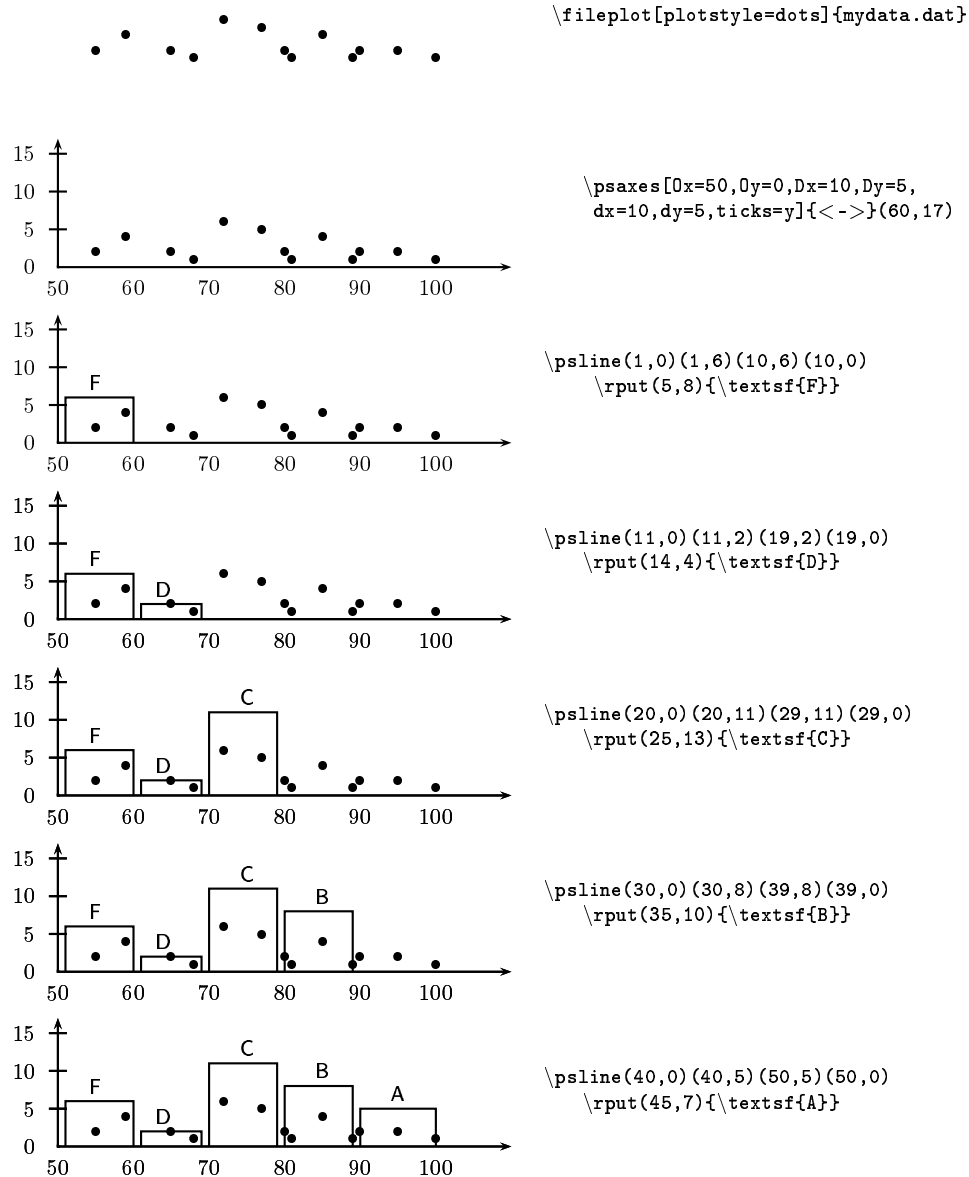 \fileplot[plotstyle=dots]{mydata.dat}
15
10
5
0
50 60 70 80 90 100
\psaxes[Ox=50,Oy=0,Dx=10,Dy=5,
dx=10,dy=5,ticks=y]{<->}(60,17)
15
10
F
5
0
50 60 70 80 90 100
\psline(1,0)(1,6)(10,6)(10,0)
\rput(5,8){\textsf{F}}
15
10
F
5
D
0
50 60 70 80 90 100
\psline(11,0)(11,2)(19,2)(19,0)
\rput(14,4){\textsf{D}}
15
C
10
F
5
D
0
50 60 70 80 90 100
\psline(20,0)(20,11)(29,11)(29,0)
\rput(25,13){\textsf{C}}
15
C
10
B
F
5
D
0
50 60 70 80 90 100
\psline(30,0)(30,8)(39,8)(39,0)
\rput(35,10){\textsf{B}}
15
C
10
B
F
A
5
D
0
50 60 70 80 90 100
\psline(40,0)(40,5)(50,5)(50,0)
\rput(45,7){\textsf{A}}